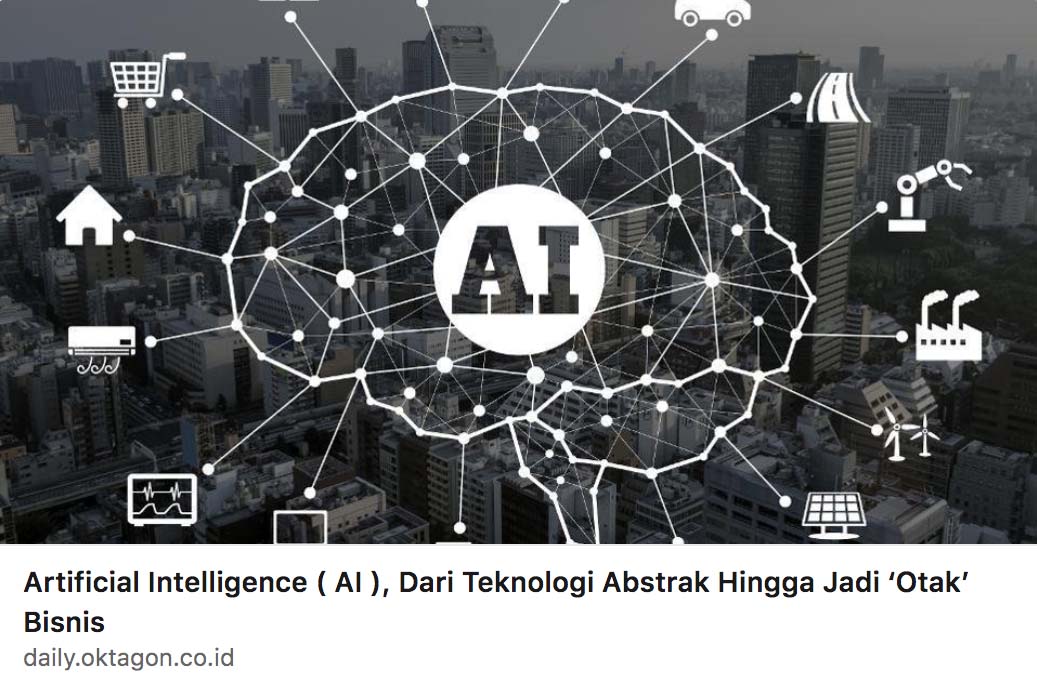 AI
Artificial Intelligence ( AI ), Dari Teknologi Abstrak Hingga Jadi ‘Otak’
Bisnis
daily.oktagon.co.id